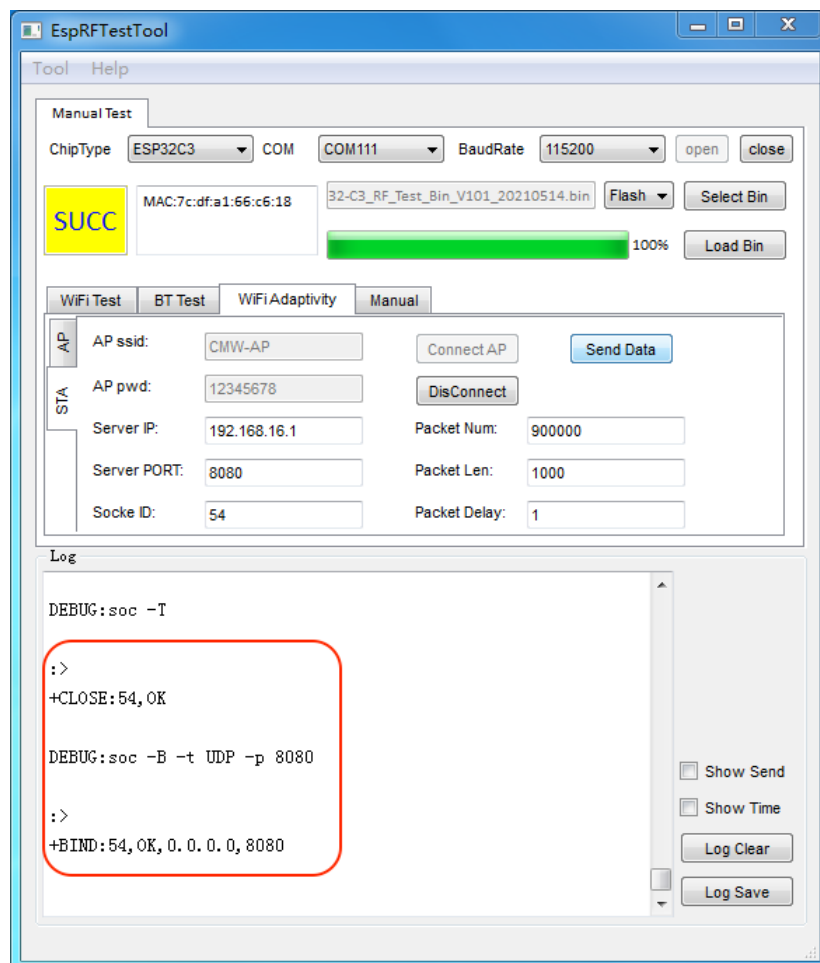 EspRFTestTool
Tool Help
Manual Test
ChipType ESP32C3 COM COM111 BaudRate 115200 open close
SUCC MAC:7c:df:a1:66:c6:18 32-C3_RF_Test_Bin_V101_20210514.bin Flash Select Bin
100% Load Bin
WiFi Test BT Test WiFi Adaptivity Manual
AP
STA
AP ssid: CMW-AP Connect AP Send Data
AP pwd: 12345678 DisConnect
Server IP: 192.168.16.1 Packet Num: 900000
Server PORT: 8080 Packet Len: 1000
Socke ID: 54 Packet Delay: 1
Log
DEBUG:soc -T
:>
+CLOSE:54,OK
DEBUG:soc -B -t UDP -p 8080
:>
+BIND:54,OK,0.0.0.0,8080
Show Send
Show Time
Log Clear
Log Save